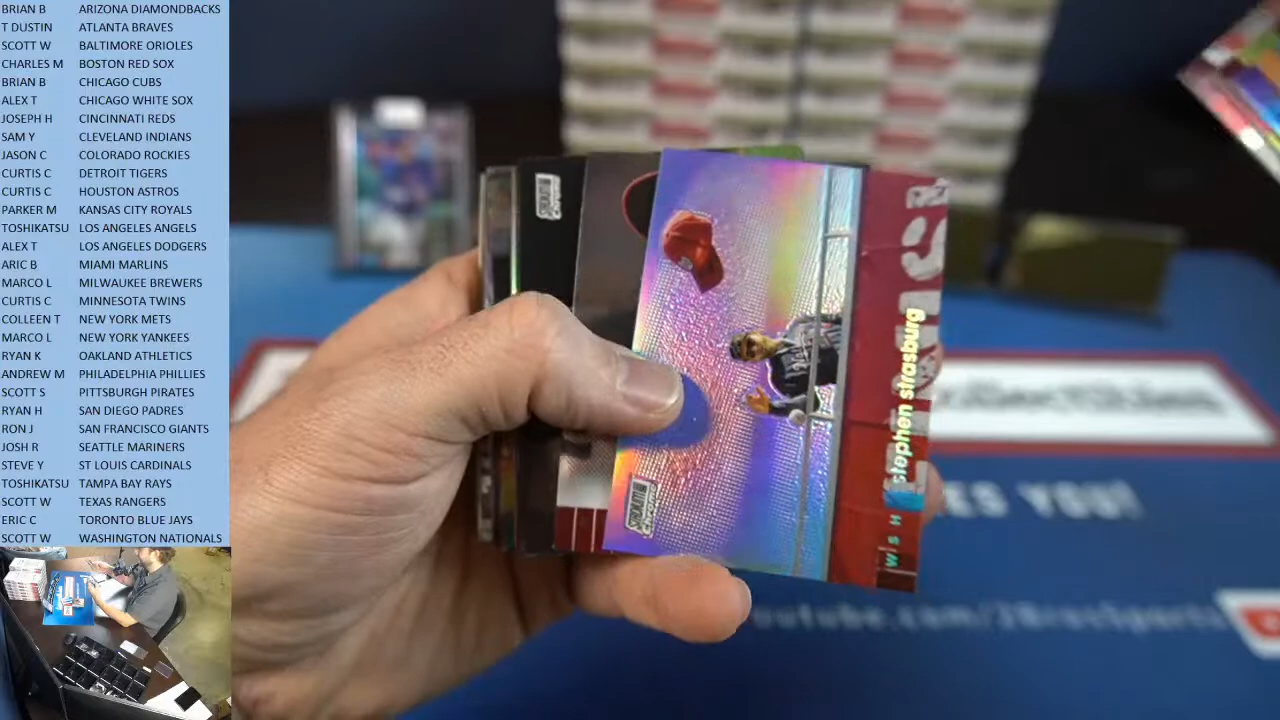 BRIAN B ARIZONA DIAMONDBACKS
T DUSTIN ATLANTA BRAVES
SCOTT W BALTIMORE ORIOLES
CHARLES M BOSTON RED SOX
BRIAN B CHICAGO CUBS
ALEX T CHICAGO WHITE SOX
JOSEPH H CINCINNATI REDS
SAM Y CLEVELAND INDIANS
JASON C COLORADO ROCKIES
CURTIS C DETROIT TIGERS
CURTIS C HOUSTON ASTROS
PARKER M KANSAS CITY ROYALS
TOSHIKATSU LOS ANGELES ANGELS
ALEX T LOS ANGELES DODGERS
ARIC B MIAMI MARLINS
MARCO L MILWAUKEE BREWERS
CURTIS C MINNESOTA TWINS
COLLEEN T NEW YORK METS
MARCO L NEW YORK YANKEES
RYAN K OAKLAND ATHLETICS
ANDREW M PHILADELPHIA PHILLIES
SCOTT S PITTSBURGH PIRATES
RYAN H SAN DIEGO PADRES
RON J SAN FRANCISCO GIANTS
JOSH R SEATTLE MARINERS
STEVE Y ST LOUIS CARDINALS
TOSHIKATSU TAMPA BAY RAYS
SCOTT W TEXAS RANGERS
ERIC C TORONTO BLUE JAYS
SCOTT W WASHINGTON NATIONALS
stephen strasburg
wsh